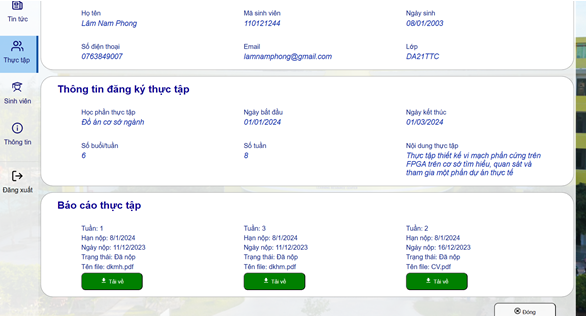 Tin tức
Thực tập
Sinh viên
Thông tin
Đăng xuất
Họ tên
Lâm Nam Phong
Mã sinh viên
110121244
Ngày sinh
08/01/2003
Số điện thoại
0763849007
Email
lamnamphong@gmail.com
Lớp
DA21TTC
Thông tin đăng ký thực tập
Học phần thực tập
Đồ án cơ sở ngành
Ngày bắt đầu
01/01/2024
Ngày kết thúc
01/03/2024
Số buổi/tuần
6
Số tuần
8
Nội dung thực tập
Thực tập thiết kế vi mạch phần cứng trên
FPGA trên cơ sở tìm hiểu, quan sát và
tham gia một phần dự án thực tế
Báo cáo thực tập
Tuần: 1
Hạn nộp: 8/1/2024
Ngày nộp: 11/12/2023
Trạng thái: Đã nộp
Tên file: dkmh.pdf
Tải về
Tuần: 3
Hạn nộp: 8/1/2024
Ngày nộp: 11/12/2023
Trạng thái: Đã nộp
Tên file: dkhm.pdf
Tải về
Tuần: 2
Hạn nộp: 8/1/2024
Ngày nộp: 16/12/2023
Trạng thái: Đã nộp
Tên file: CV.pdf
Tải về
Đóng